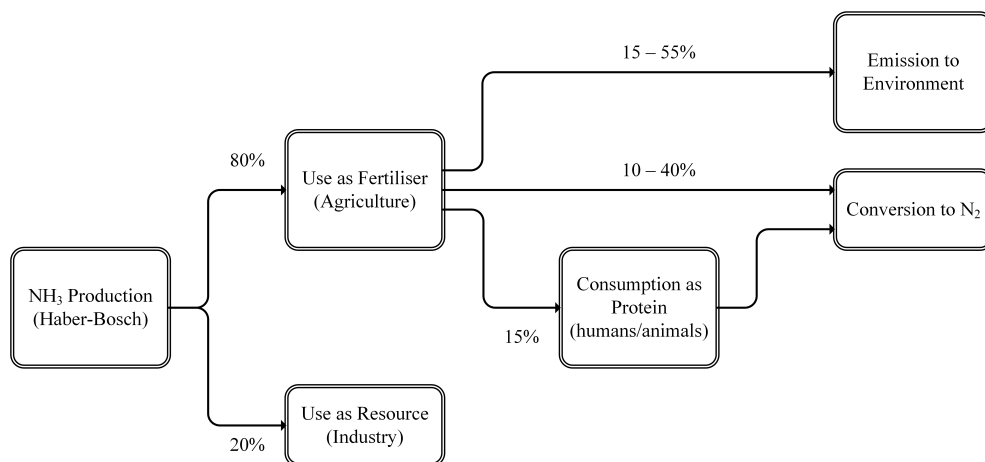 15 – 55%
Emission to
Environment
80%
Use as Fertiliser
(Agriculture)
10 – 40%
Conversion to N₂
NH₃ Production
(Haber-Bosch)
Consumption as
Protein
(humans/animals)
15%
Use as Resource
(Industry)
20%